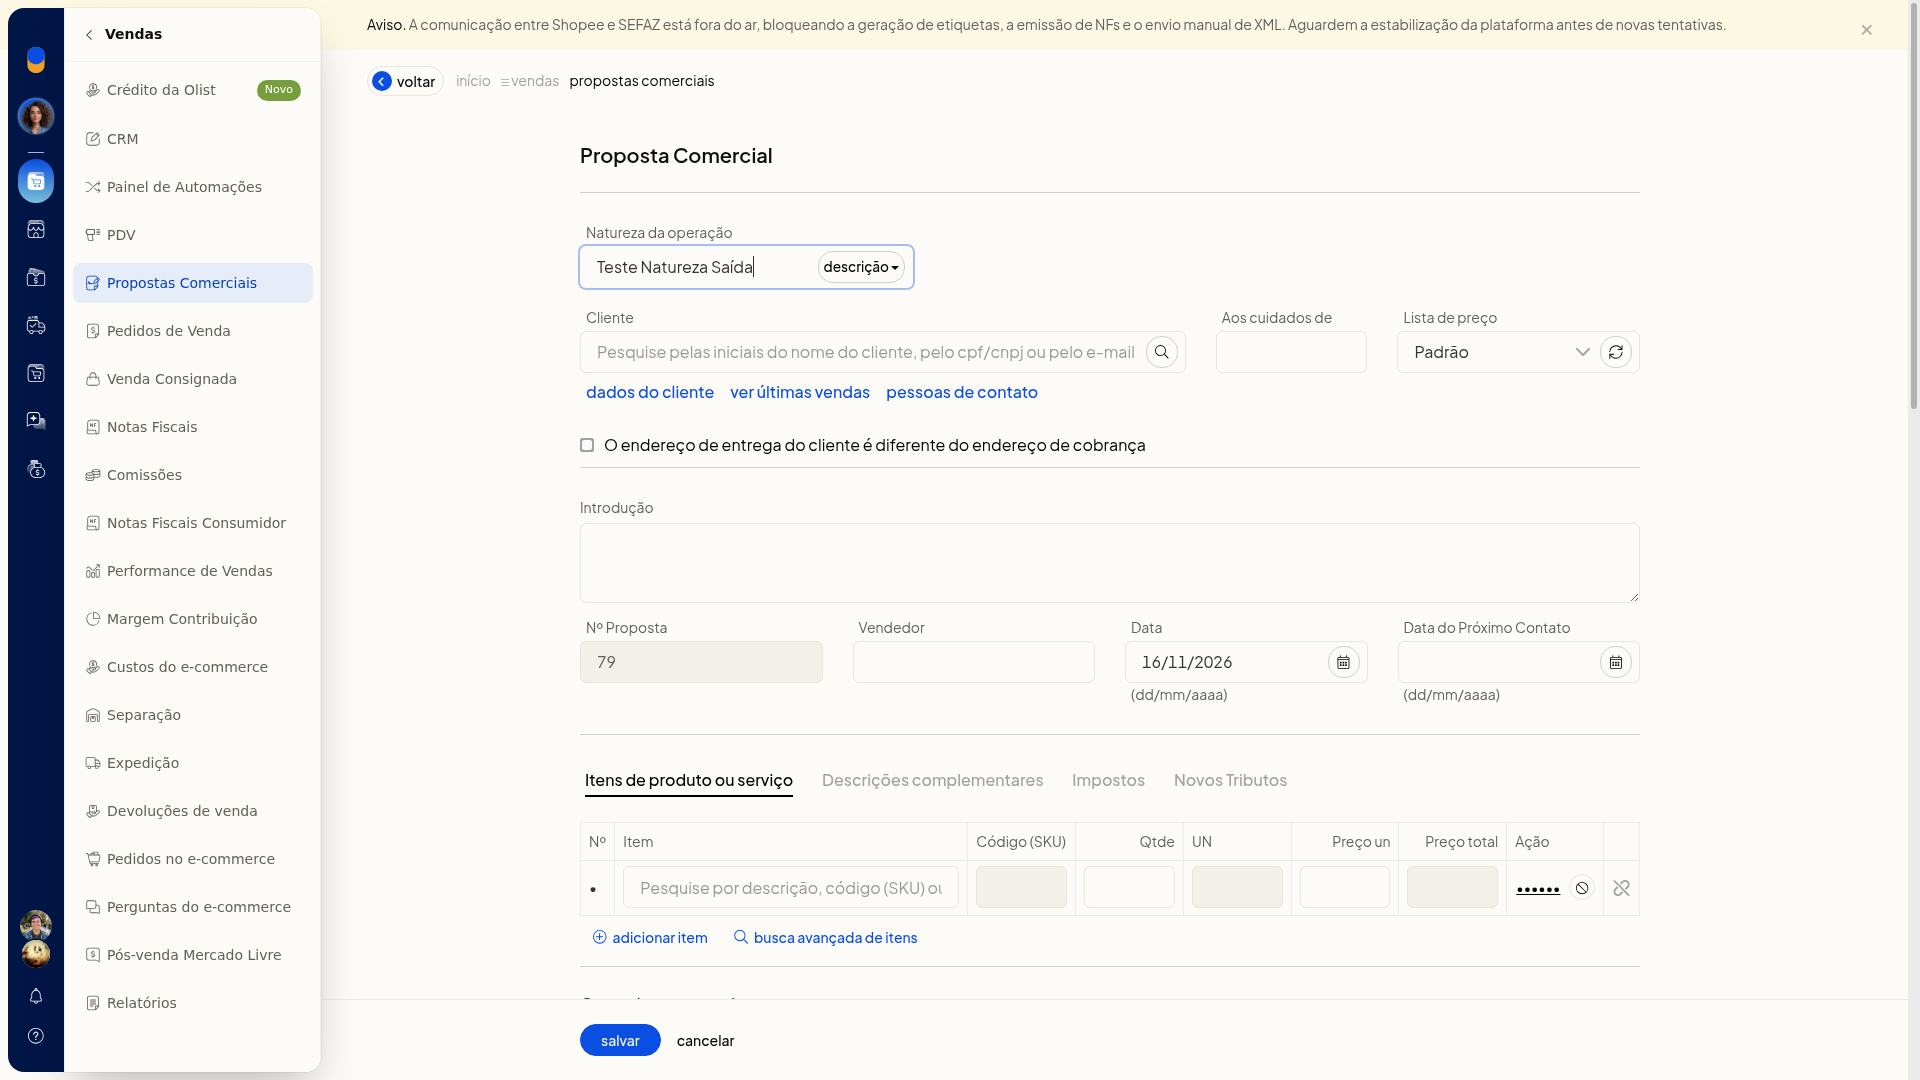 Vendas
Crédito da Olist Novo
CRM
Painel de Automações
PDV
Propostas Comerciais
Pedidos de Venda
Venda Consignada
Notas Fiscais
Comissões
Notas Fiscais Consumidor
Performance de Vendas
Margem Contribuição
Custos do e-commerce
Separação
Expedição
Devoluções de venda
Pedidos no e-commerce
Perguntas do e-commerce
Pós-venda Mercado Livre
Relatórios
Aviso. A comunicação entre Shopee e SEFAZ está fora do ar, bloqueando a geração de etiquetas, a emissão de NFs e o envio manual de XML. Aguardem a estabilização da plataforma antes de novas tentativas.
voltar início vendas propostas comerciais
Proposta Comercial
Natureza da operação
Teste Natureza Saída descrição
Cliente Aos cuidados de Lista de preço
Pesquise pelas iniciais do nome do cliente, pelo cpf/cnpj ou pelo e-mail Padrão
dados do cliente ver últimas vendas pessoas de contato
O endereço de entrega do cliente é diferente do endereço de cobrança
Introdução
Nº Proposta Vendedor Data Data do Próximo Contato
79 16/11/2026
(dd/mm/aaaa) (dd/mm/aaaa)
Itens de produto ou serviço Descrições complementares Impostos Novos Tributos
Nº Item Código (SKU) Qtde UN Preço un Preço total Ação
Pesquise por descrição, código (SKU) ou
adicionar item busca avançada de itens
salvar cancelar